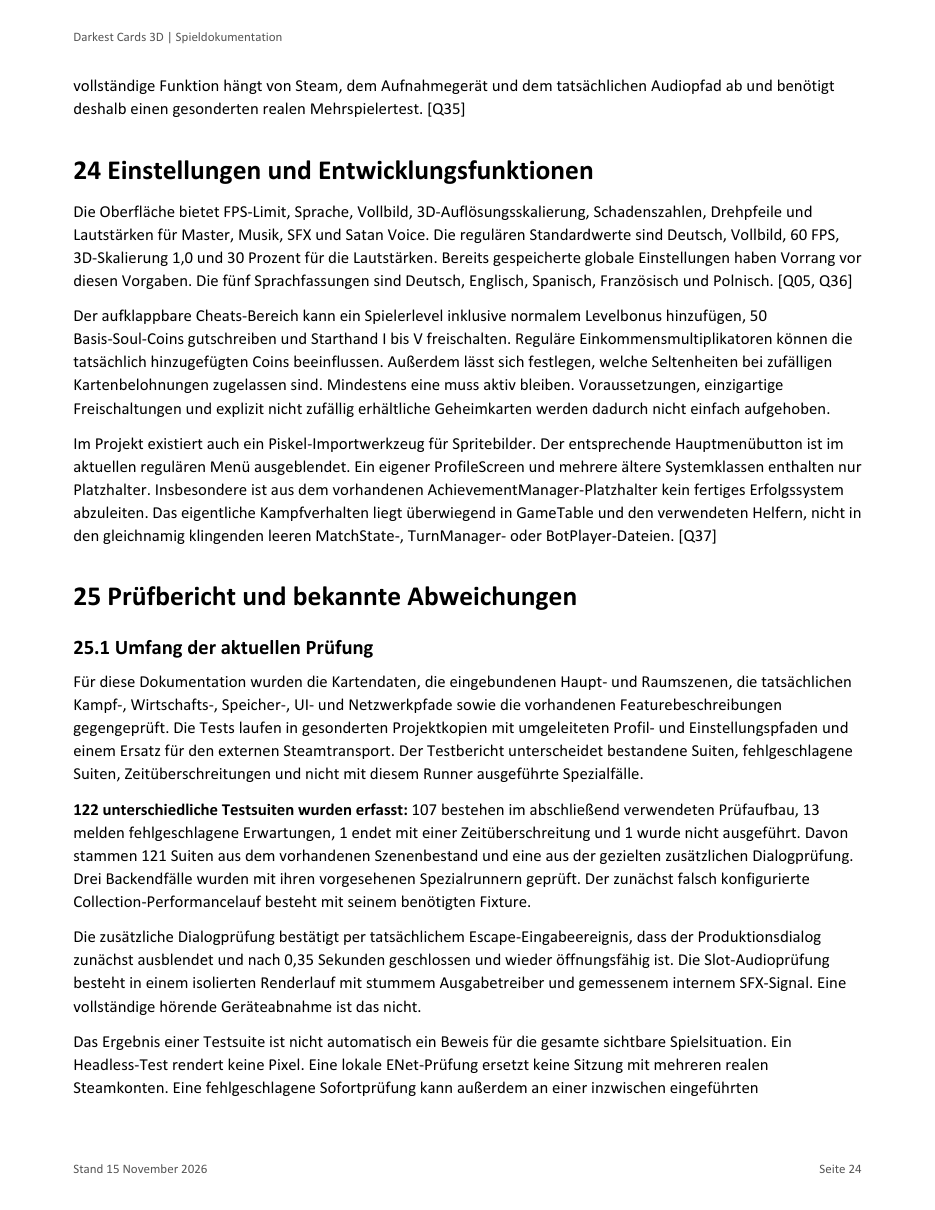 Darkest Cards 3D | Spieldokumentation
vollständige Funktion hängt von Steam, dem Aufnahmegerät und dem tatsächlichen Audiopfad ab und benötigt
deshalb einen gesonderten realen Mehrspielertest. [Q35]
24 Einstellungen und Entwicklungsfunktionen
Die Oberfläche bietet FPS-Limit, Sprache, Vollbild, 3D-Auflösungsskalierung, Schadenszahlen, Drehpfeile und
Lautstärken für Master, Musik, SFX und Satan Voice. Die regulären Standardwerte sind Deutsch, Vollbild, 60 FPS,
3D-Skalierung 1,0 und 30 Prozent für die Lautstärken. Bereits gespeicherte globale Einstellungen haben Vorrang vor
diesen Vorgaben. Die fünf Sprachfassungen sind Deutsch, Englisch, Spanisch, Französisch und Polnisch. [Q05, Q36]
Der aufklappbare Cheats-Bereich kann ein Spielerlevel inklusive normalem Levelbonus hinzufügen, 50
Basis-Soul-Coins gutschreiben und Starthand I bis V freischalten. Reguläre Einkommensmultiplikatoren können die
tatsächlich hinzugefügten Coins beeinflussen. Außerdem lässt sich festlegen, welche Seltenheiten bei zufälligen
Kartenbelohnungen zugelassen sind. Mindestens eine muss aktiv bleiben. Voraussetzungen, einzigartige
Freischaltungen und explizit nicht zufällig erhältliche Geheimkarten werden dadurch nicht einfach aufgehoben.
Im Projekt existiert auch ein Piskel-Importwerkzeug für Spritebilder. Der entsprechende Hauptmenübutton ist im
aktuellen regulären Menü ausgeblendet. Ein eigener ProfileScreen und mehrere ältere Systemklassen enthalten nur
Platzhalter. Insbesondere ist aus dem vorhandenen AchievementManager-Platzhalter kein fertiges Erfolgssystem
abzuleiten. Das eigentliche Kampfverhalten liegt überwiegend in GameTable und den verwendeten Helfern, nicht in
den gleichnamig klingenden leeren MatchState-, TurnManager- oder BotPlayer-Dateien. [Q37]
25 Prüfbericht und bekannte Abweichungen
25.1 Umfang der aktuellen Prüfung
Für diese Dokumentation wurden die Kartendaten, die eingebundenen Haupt- und Raumszenen, die tatsächlichen
Kampf-, Wirtschafts-, Speicher-, UI- und Netzwerkpfade sowie die vorhandenen Featurebeschreibungen
gegengeprüft. Die Tests laufen in gesonderten Projektkopien mit umgeleiteten Profil- und Einstellungspfaden und
einem Ersatz für den externen Steamtransport. Der Testbericht unterscheidet bestandene Suiten, fehlgeschlagene
Suiten, Zeitüberschreitungen und nicht mit diesem Runner ausgeführte Spezialfälle.
122 unterschiedliche Testsuiten wurden erfasst: 107 bestehen im abschließend verwendeten Prüfaufbau, 13
melden fehlgeschlagene Erwartungen, 1 endet mit einer Zeitüberschreitung und 1 wurde nicht ausgeführt. Davon
stammen 121 Suiten aus dem vorhandenen Szenenbestand und eine aus der gezielten zusätzlichen Dialogprüfung.
Drei Backendfälle wurden mit ihren vorgesehenen Spezialrunnern geprüft. Der zunächst falsch konfigurierte
Collection-Performancelauf besteht mit seinem benötigten Fixture.
Die zusätzliche Dialogprüfung bestätigt per tatsächlichem Escape-Eingabeereignis, dass der Produktionsdialog
zunächst ausblendet und nach 0,35 Sekunden geschlossen und wieder öffnungsfähig ist. Die Slot-Audioprüfung
besteht in einem isolierten Renderlauf mit stummem Ausgabetreiber und gemessenem internem SFX-Signal. Eine
vollständige hörende Geräteabnahme ist das nicht.
Das Ergebnis einer Testsuite ist nicht automatisch ein Beweis für die gesamte sichtbare Spielsituation. Ein
Headless-Test rendert keine Pixel. Eine lokale ENet-Prüfung ersetzt keine Sitzung mit mehreren realen
Steamkonten. Eine fehlgeschlagene Sofortprüfung kann außerdem an einer inzwischen eingeführten
Stand 15 November 2026
Seite 24